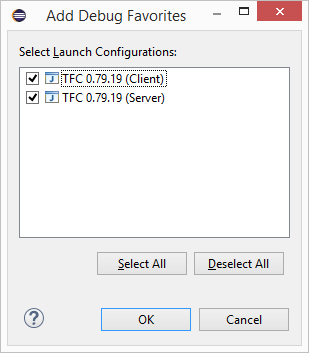 Add Debug Favorites
Select Launch Configurations:
TFC 0.79.19 (Client)
TFC 0.79.19 (Server)
Select All
Deselect All
OK
Cancel